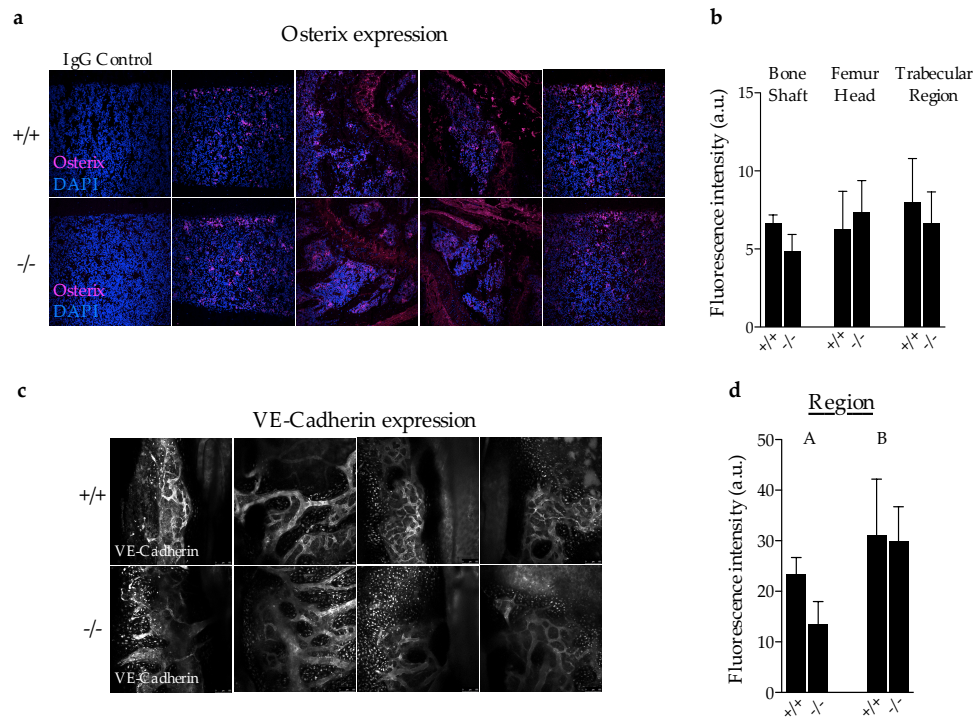 a
Osterix expression
IgG Control
+/+
Osterix
DAPI
-/-
Osterix
DAPI
b
Bone Shaft
Femur Head
Trabecular Region
Fluorescence intensity (a.u.)
15
10
5
0
+/+ -/- +/+ -/- +/+ -/-
c
VE-Cadherin expression
+/+
VE-Cadherin
-/-
VE-Cadherin
d
Region
A B
Fluorescence intensity (a.u.)
50
40
30
20
10
0
+/+ -/- +/+ -/-